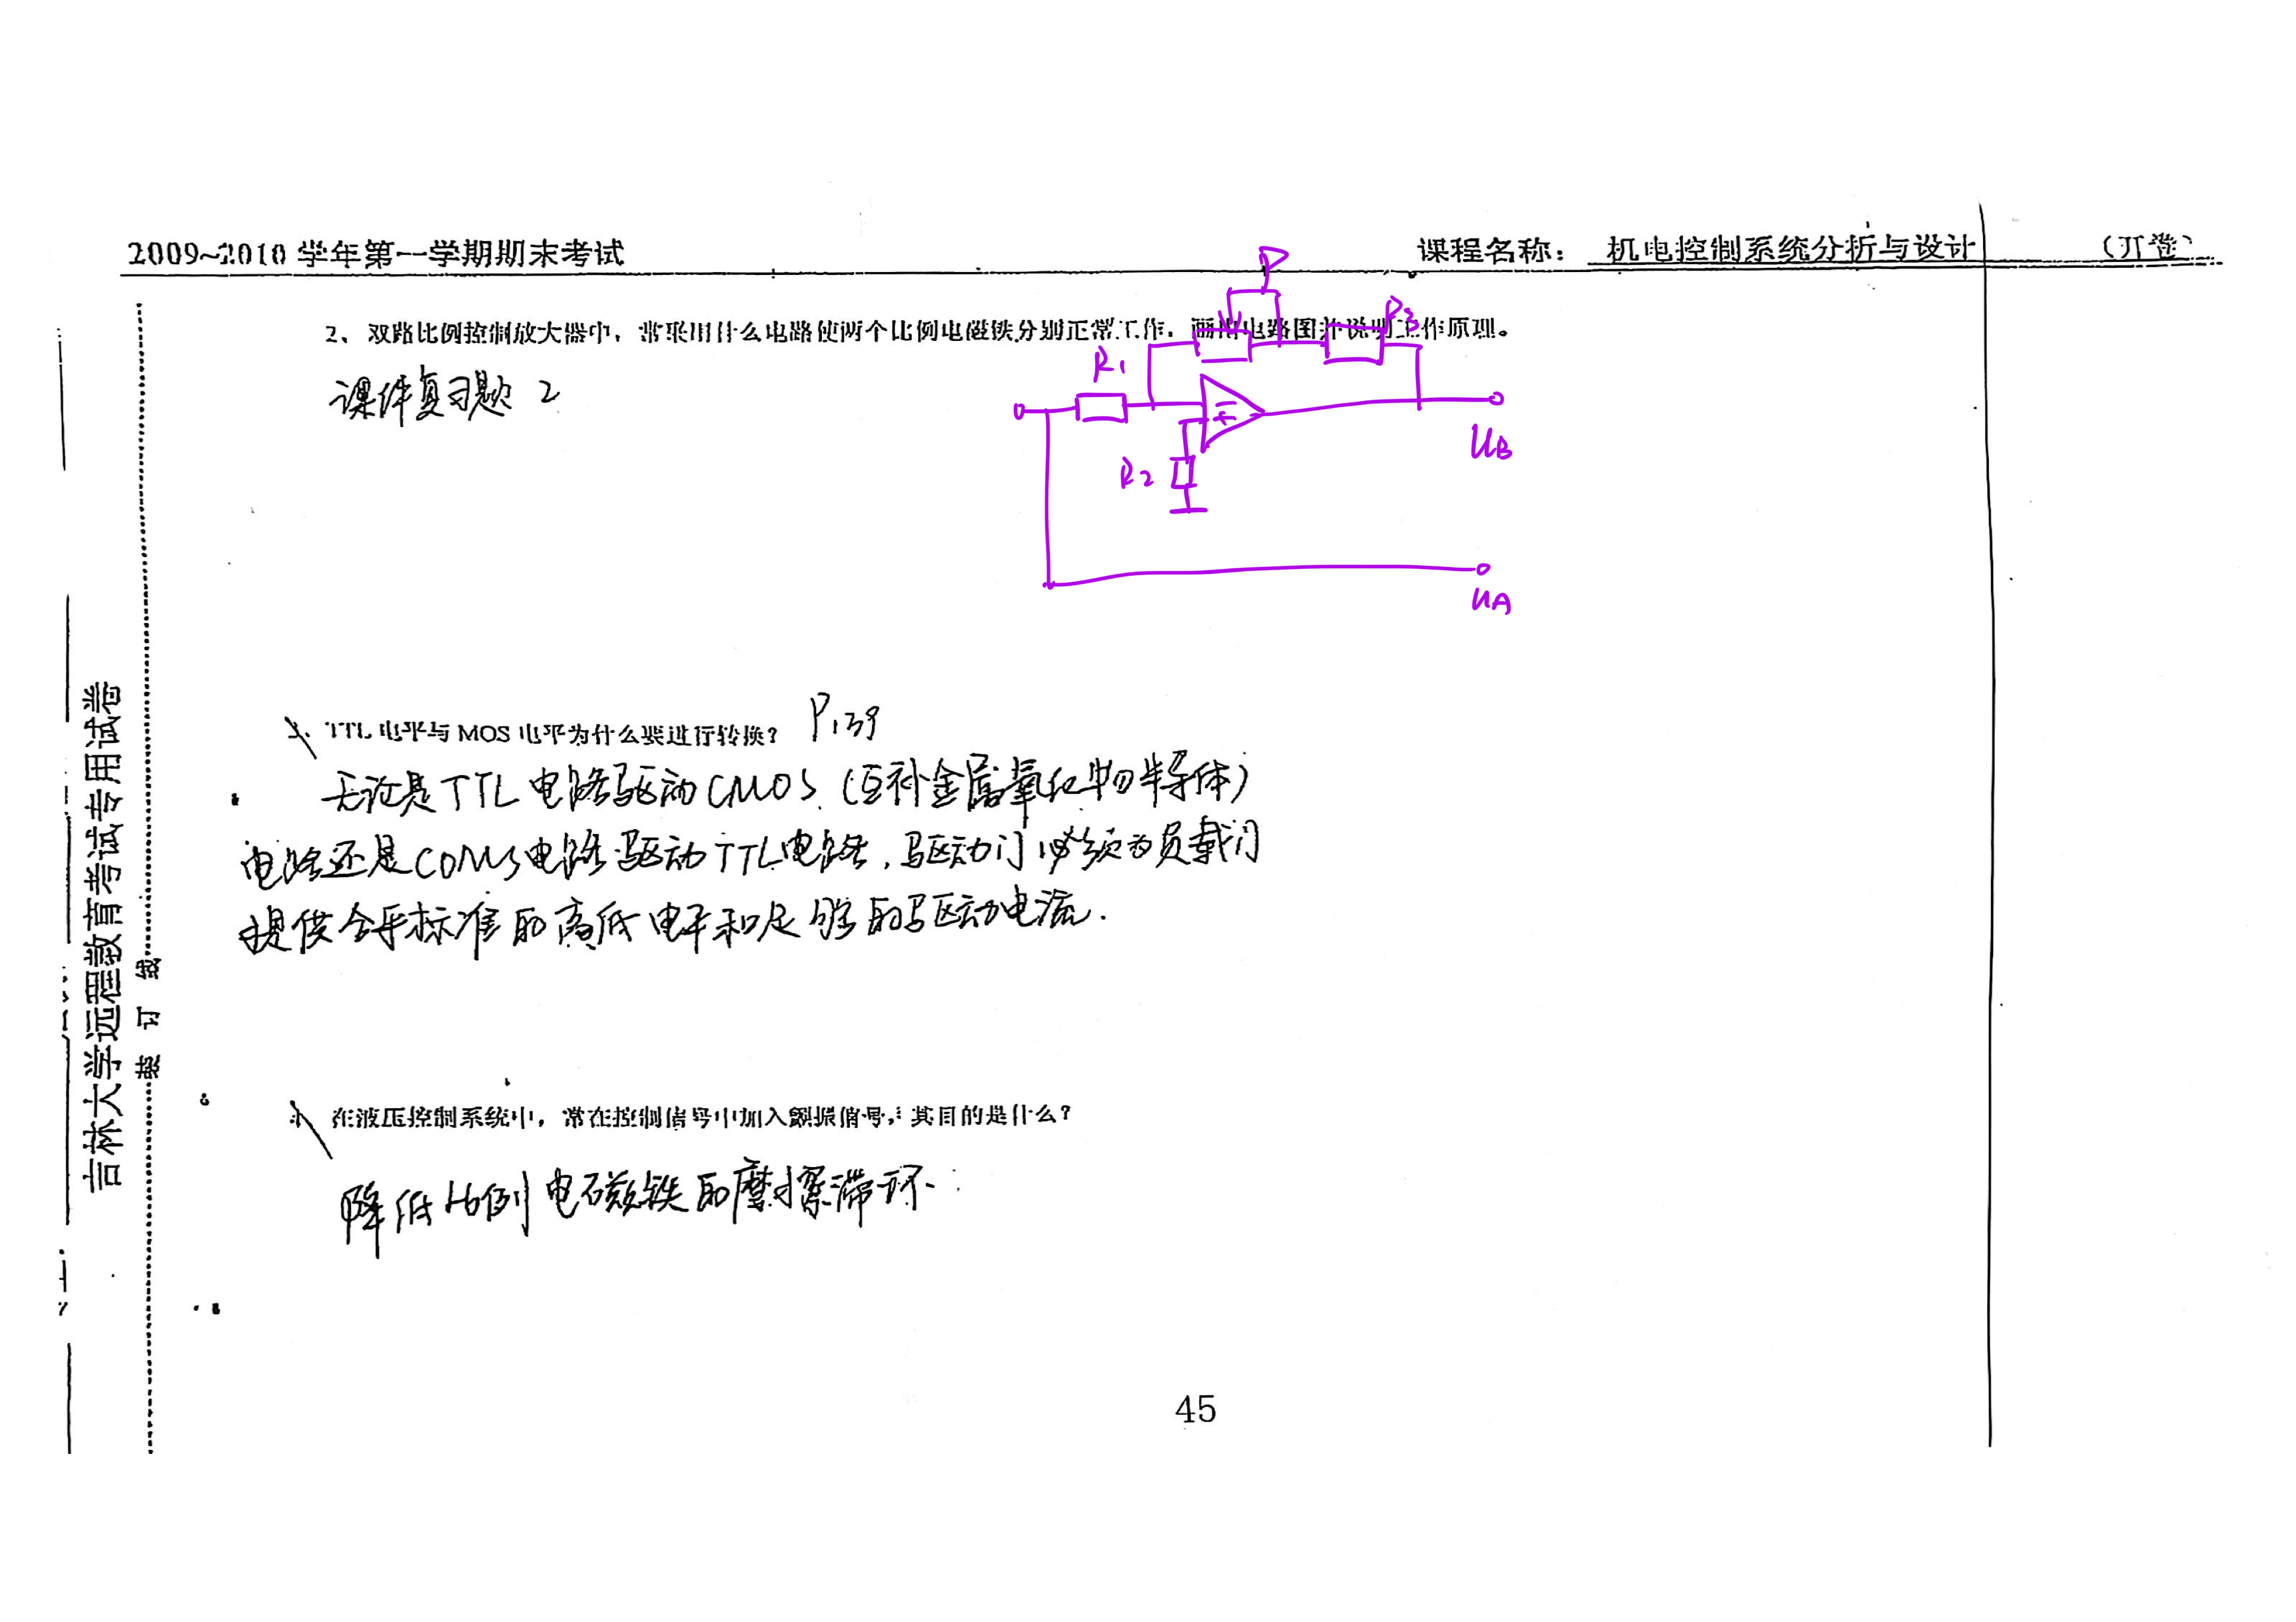 2009~2010 学年第一学期期末考试
课程名称： 机电控制系统分析与设计 （开卷）
2、双路比例控制放大器中，常采用什么电路使两个比例电磁铁分别正常工作，画出电路图并说明工作原理。
课件复习题 2
P
R3
R1
-
+
UB
R2
UA
TTL 电平与 MOS 电平为什么要进行转换？ P139
无论是TTL 电路驱动CMOS（互补金属氧化物半导体）
电路还是COMS电路驱动TTL电路，驱动门必须为负载门
提供合乎标准的高低电平和足够的驱动电流.
在液压控制系统中，常在控制信号中加入颤振信号，其目的是什么？
降低比例电磁铁的摩擦滞环
吉林大学远程教育考试专用试卷
装 订 线
45